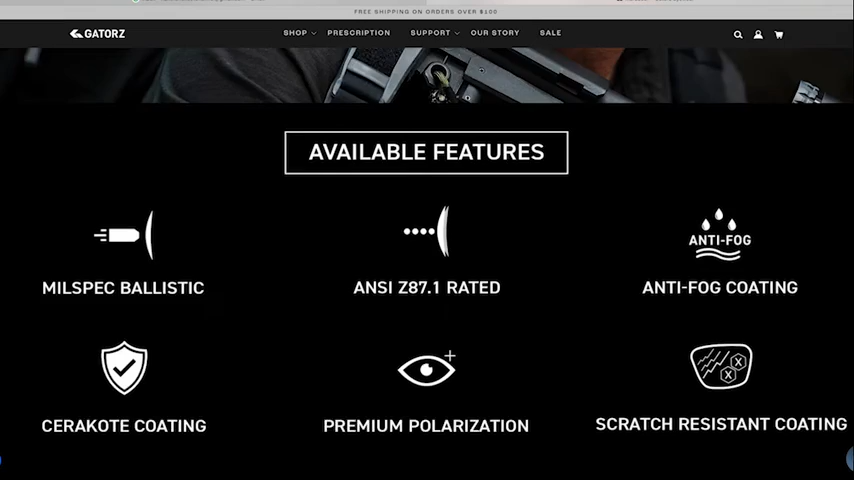 FREE SHIPPING ON ORDERS OVER $100
GATORZ
SHOP
PRESCRIPTION
SUPPORT
OUR STORY
SALE
AVAILABLE FEATURES
ANTI-FOG
MILSPEC BALLISTIC
ANSI Z87.1 RATED
ANTI-FOG COATING
X
X
CERAKOTE COATING
PREMIUM POLARIZATION
SCRATCH RESISTANT COATING